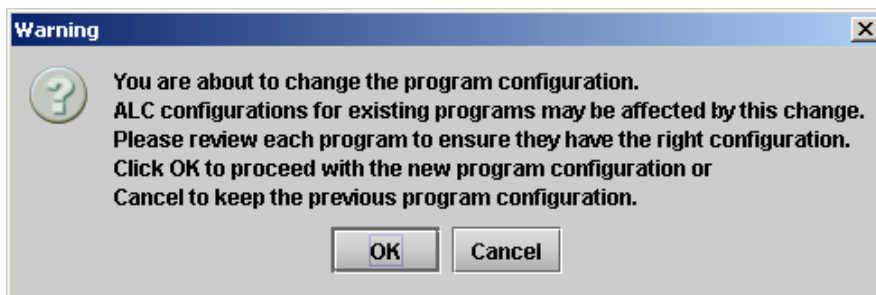 Warning
You are about to change the program configuration.
ALC configurations for existing programs may be affected by this change.
Please review each program to ensure they have the right configuration.
Click OK to proceed with the new program configuration or
Cancel to keep the previous program configuration.
OK Cancel